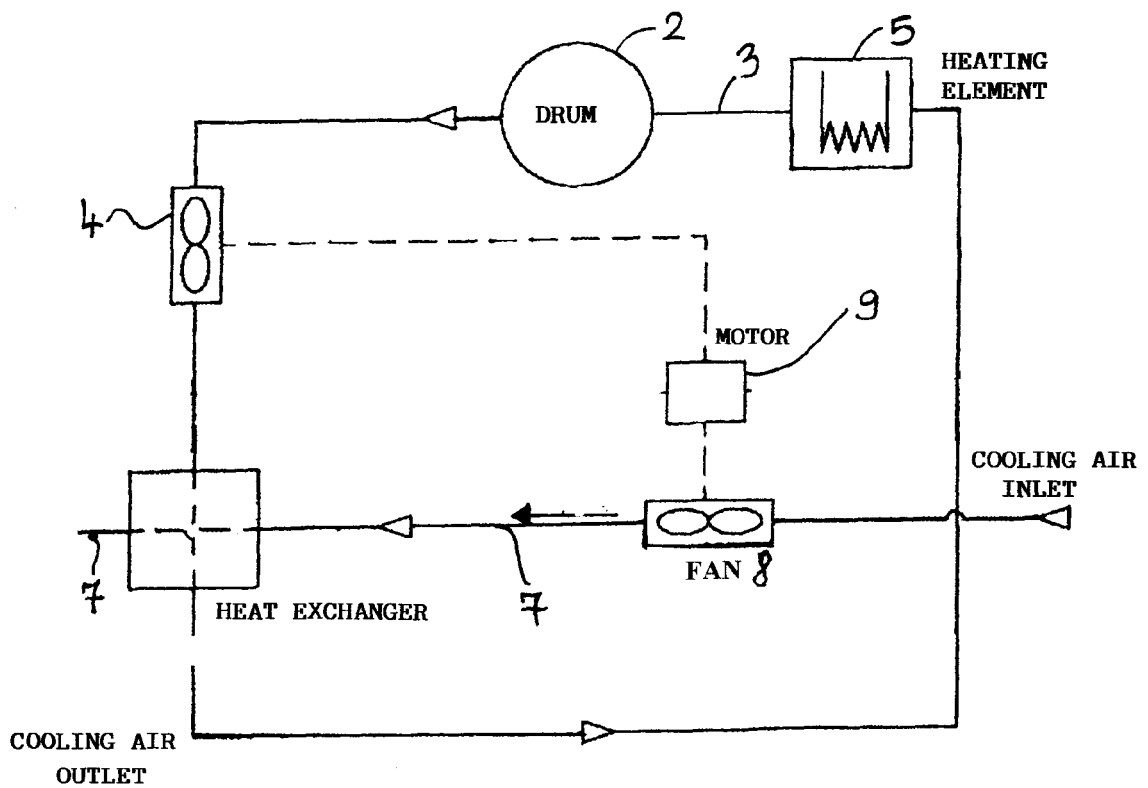 2
3
5
HEATING
ELEMENT
DRUM
4
9
MOTOR
COOLING AIR
INLET
FAN 8
7
7
HEAT EXCHANGER
COOLING AIR
OUTLET